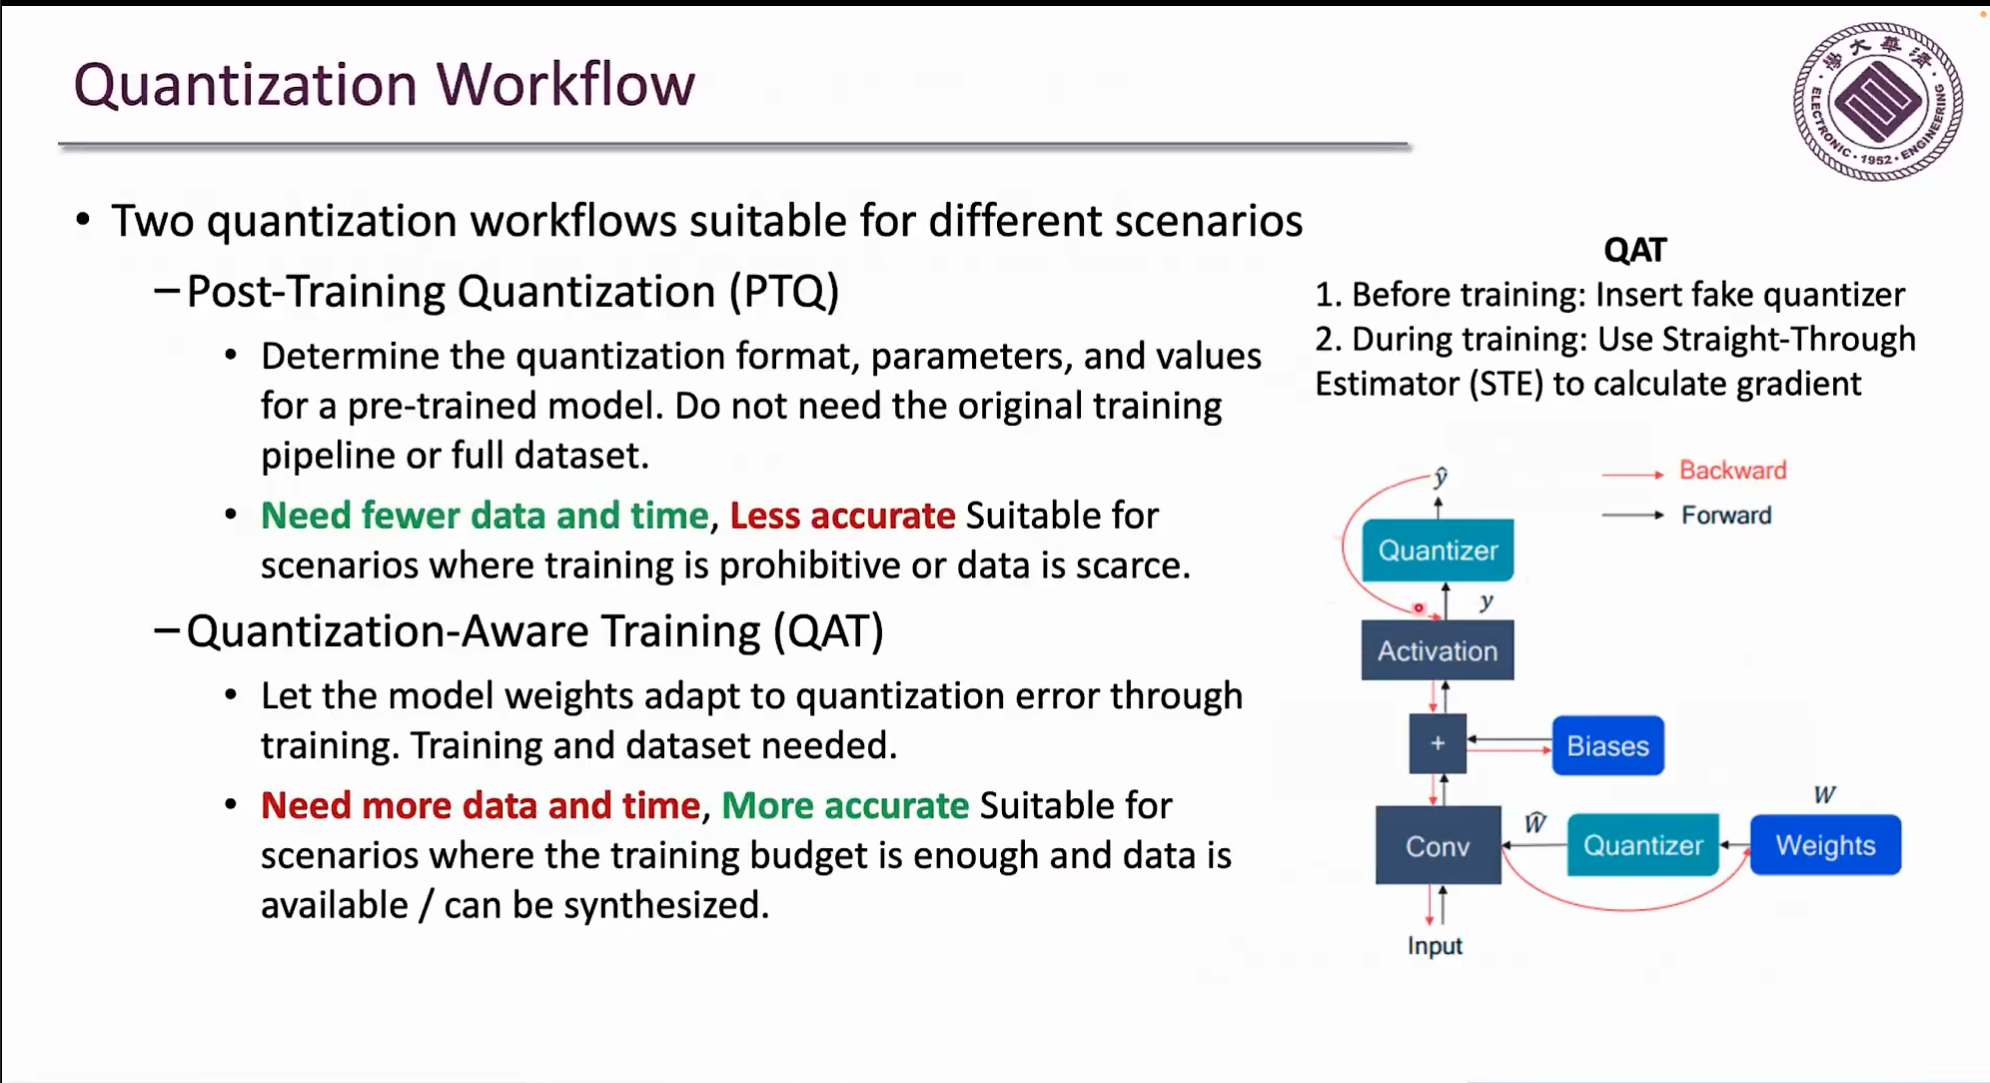 Quantization Workflow
學 大 華 清
ELECTRONIC • 1952 • ENGINEERING
• Two quantization workflows suitable for different scenarios
– Post-Training Quantization (PTQ)
• Determine the quantization format, parameters, and values
for a pre-trained model. Do not need the original training
pipeline or full dataset.
• Need fewer data and time, Less accurate Suitable for
scenarios where training is prohibitive or data is scarce.
– Quantization-Aware Training (QAT)
• Let the model weights adapt to quantization error through
training. Training and dataset needed.
• Need more data and time, More accurate Suitable for
scenarios where the training budget is enough and data is
available / can be synthesized.
QAT
1. Before training: Insert fake quantizer
2. During training: Use Straight-Through
Estimator (STE) to calculate gradient
Backward
Forward
ŷ
Quantizer
y
Activation
+
Biases
W
Conv
Ŵ
Quantizer
Weights
Input